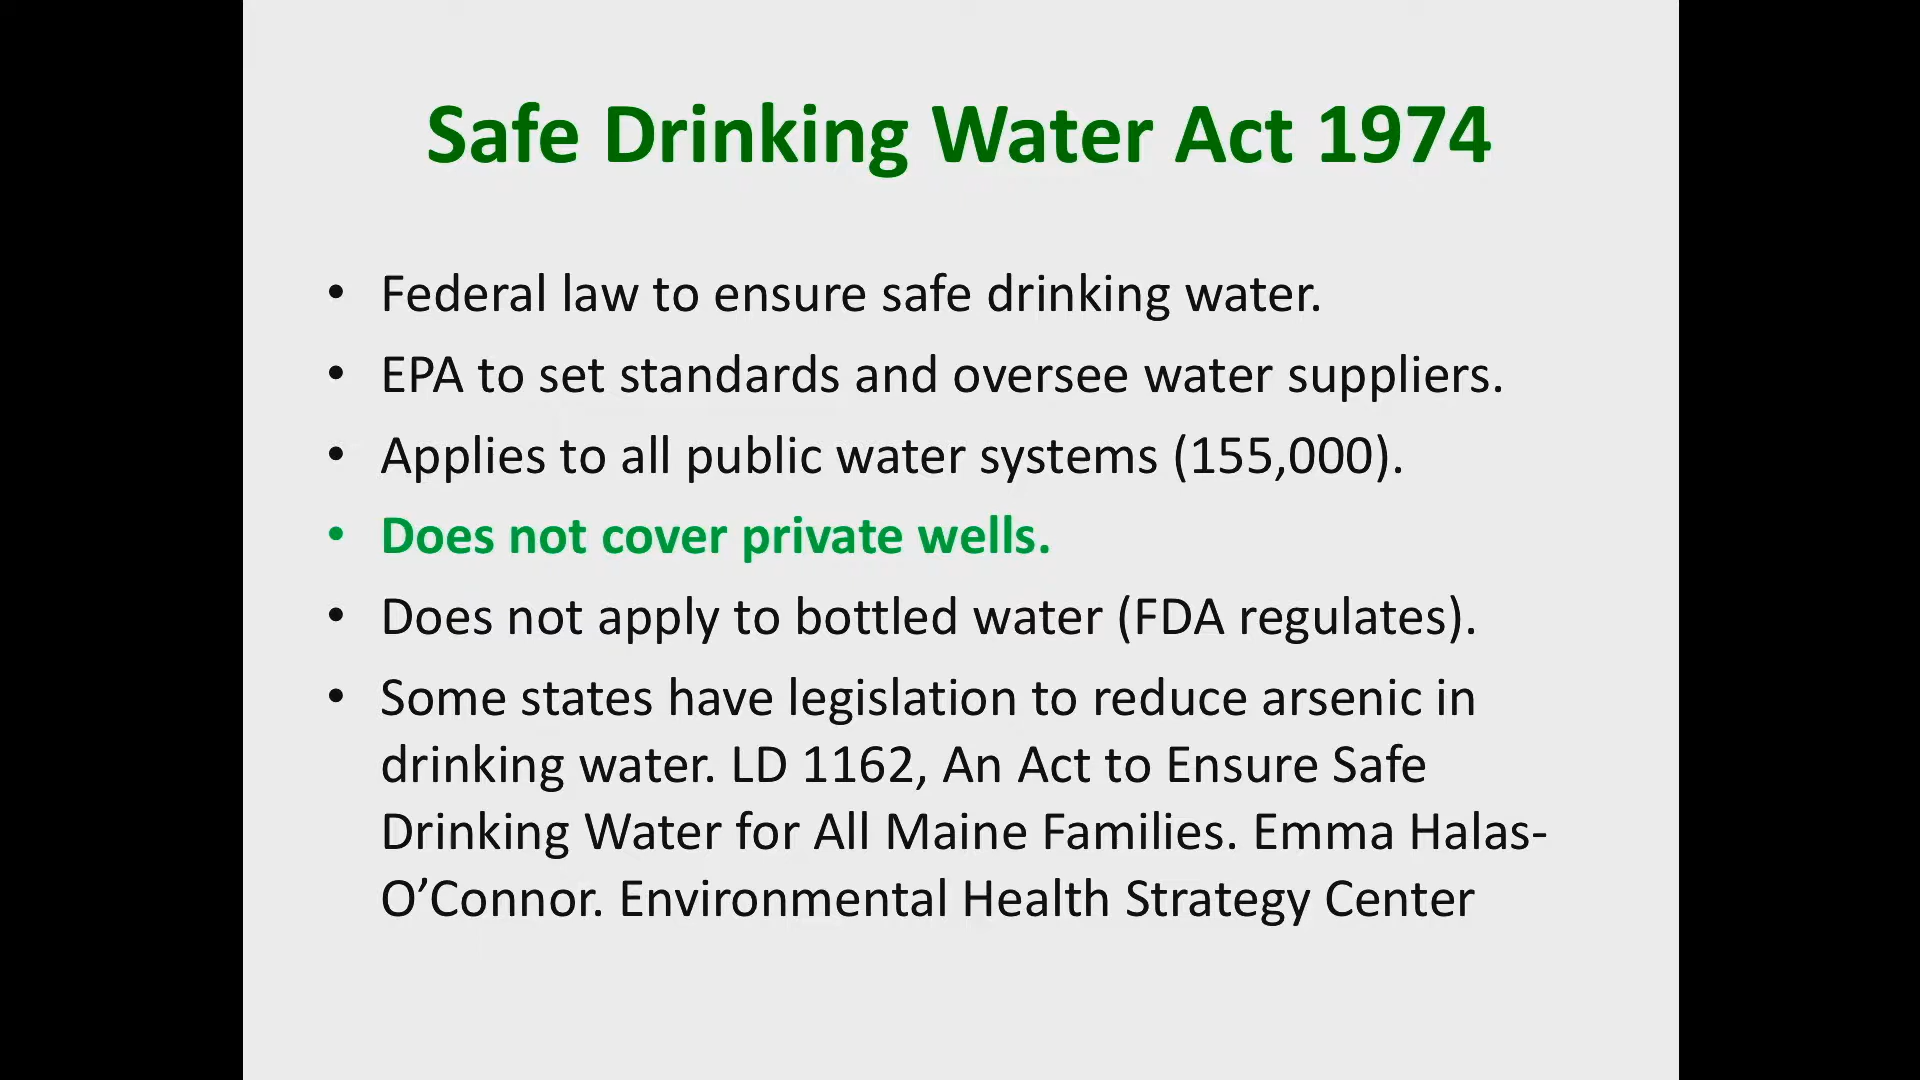 Safe Drinking Water Act 1974
• Federal law to ensure safe drinking water.
• EPA to set standards and oversee water suppliers.
• Applies to all public water systems (155,000).
• Does not cover private wells.
• Does not apply to bottled water (FDA regulates).
• Some states have legislation to reduce arsenic in
drinking water. LD 1162, An Act to Ensure Safe
Drinking Water for All Maine Families. Emma Halas-
O’Connor. Environmental Health Strategy Center